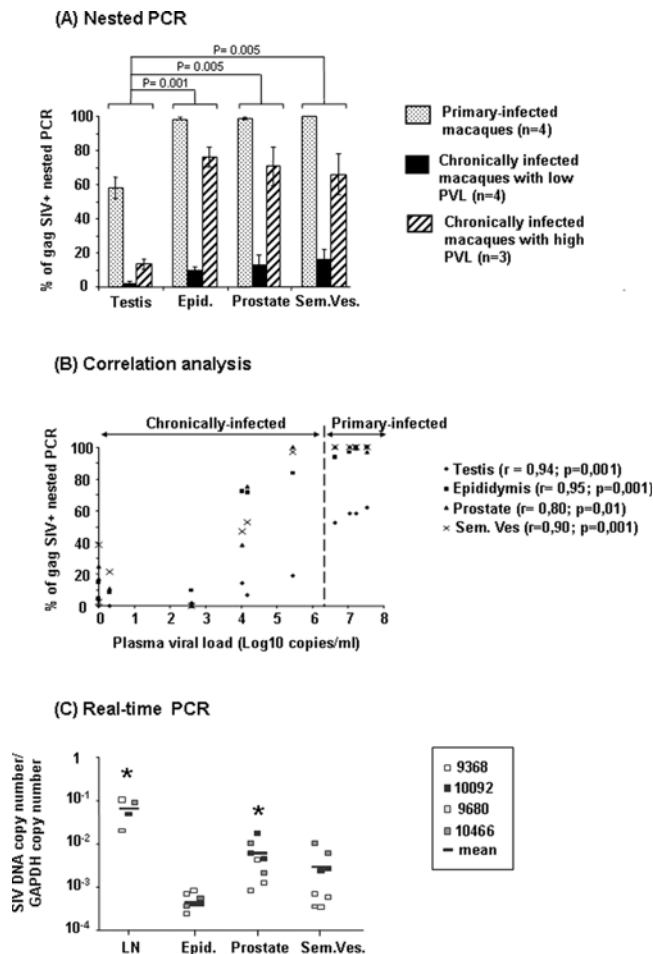 (A) Nested PCR
P= 0.005
P= 0.005
P= 0.001
% of gag SIV+ nested PCR
100
80
60
40
20
0
Testis Epid. Prostate Sem.Ves.
Primary-infected
macaques (n=4)
Chronically infected
macaques with low PVL
(n=4)
Chronically infected
macaques with high
PVL (n=3)
(B) Correlation analysis
Chronically-infected Primary-infected
% of gag SIV+ nested PCR
100
80
60
40
20
0
0 1 2 3 4 5 6 7 8
Plasma viral load (Log10 copies/ml)
Testis (r = 0,94; p=0,001)
Epididymis (r= 0,95; p=0,001)
Prostate (r= 0,80; p=0,01)
Sem. Ves (r=0,90; p=0,001)
(C) Real-time PCR
SIV DNA copy number/
GAPDH copy number
1
10-1
10-2
10-3
10-4
* *
LN Epid. Prostate Sem.Ves.
9368
10092
9680
10466
mean